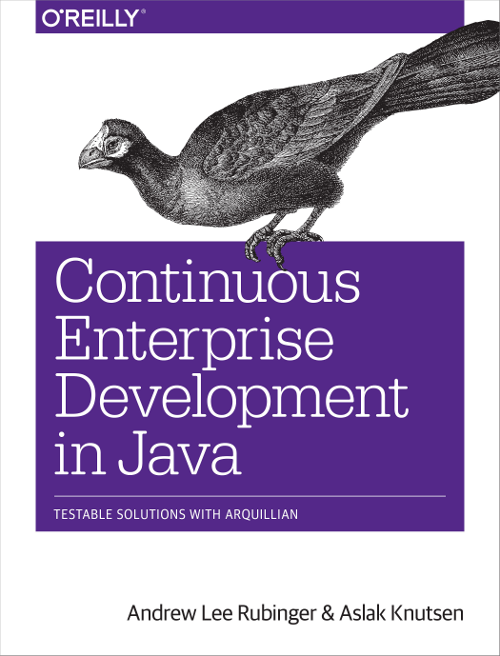 O'REILLY®
Continuous
Enterprise
Development
in Java
TESTABLE SOLUTIONS WITH ARQUILLIAN
Andrew Lee Rubinger & Aslak Knutsen